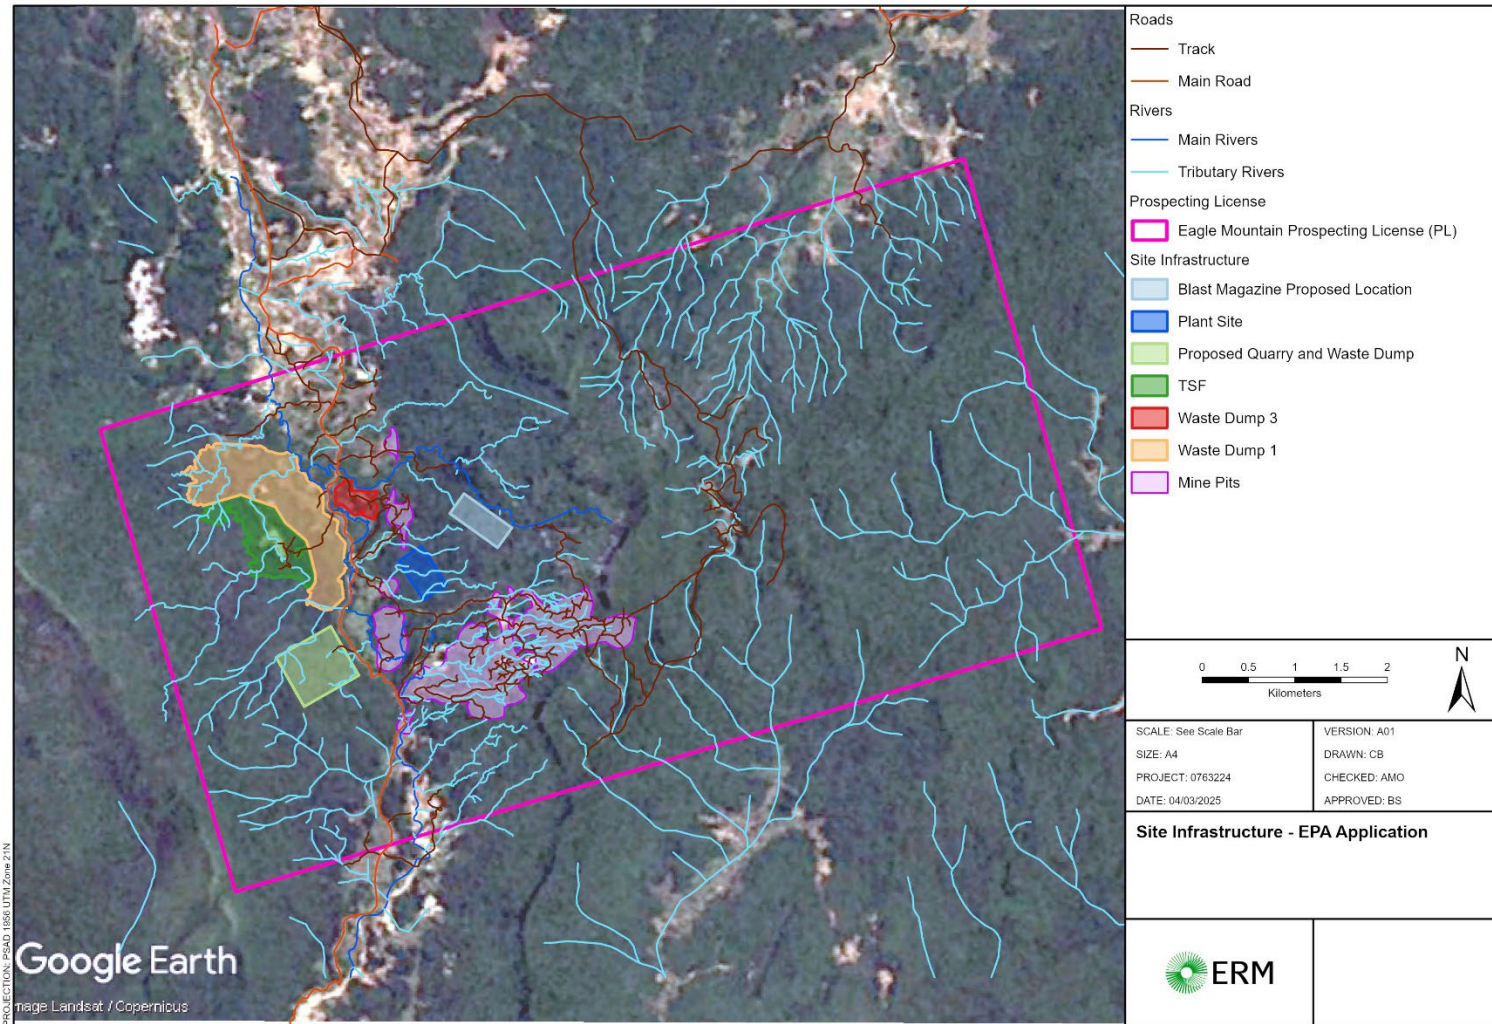 Roads
Track
Main Road
Rivers
Main Rivers
Tributary Rivers
Prospecting License
Eagle Mountain Prospecting License (PL)
Site Infrastructure
Blast Magazine Proposed Location
Plant Site
Proposed Quarry and Waste Dump
TSF
Waste Dump 3
Waste Dump 1
Mine Pits
0 0.5 1 1.5 2
Kilometers
N
SCALE: See Scale Bar
VERSION: A01
SIZE: A4
DRAWN: CB
PROJECT: 0763224
CHECKED: AMO
DATE: 04/03/2025
APPROVED: BS
Site Infrastructure - EPA Application
ERM
PROJECTION: PSAD 1956 UTM Zone 21N
Google Earth
mage Landsat / Copernicus